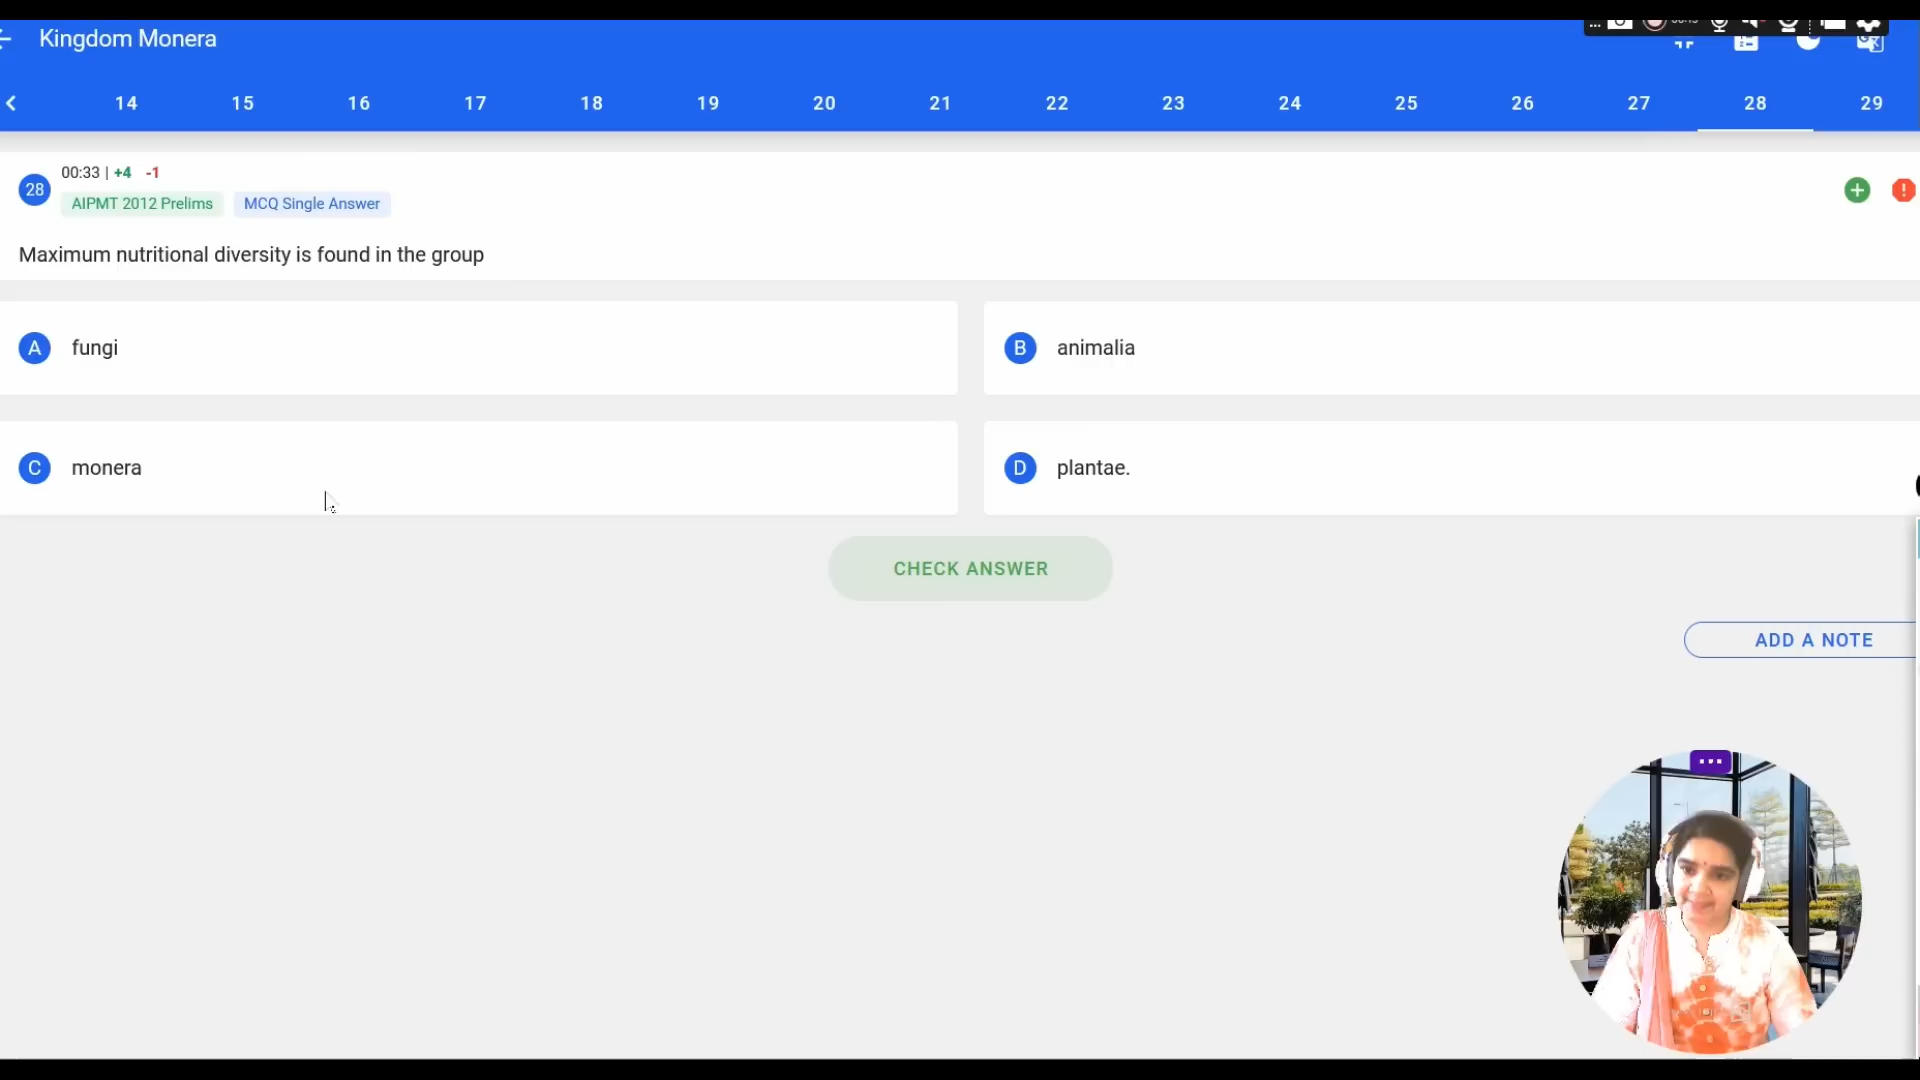 Kingdom Monera
14 15 16 17 18 19 20 21 22 23 24 25 26 27 28 29
28
00:33 | +4 -1
AIPMT 2012 Prelims MCQ Single Answer
Maximum nutritional diversity is found in the group
A fungi
B animalia
C monera
D plantae.
CHECK ANSWER
ADD A NOTE